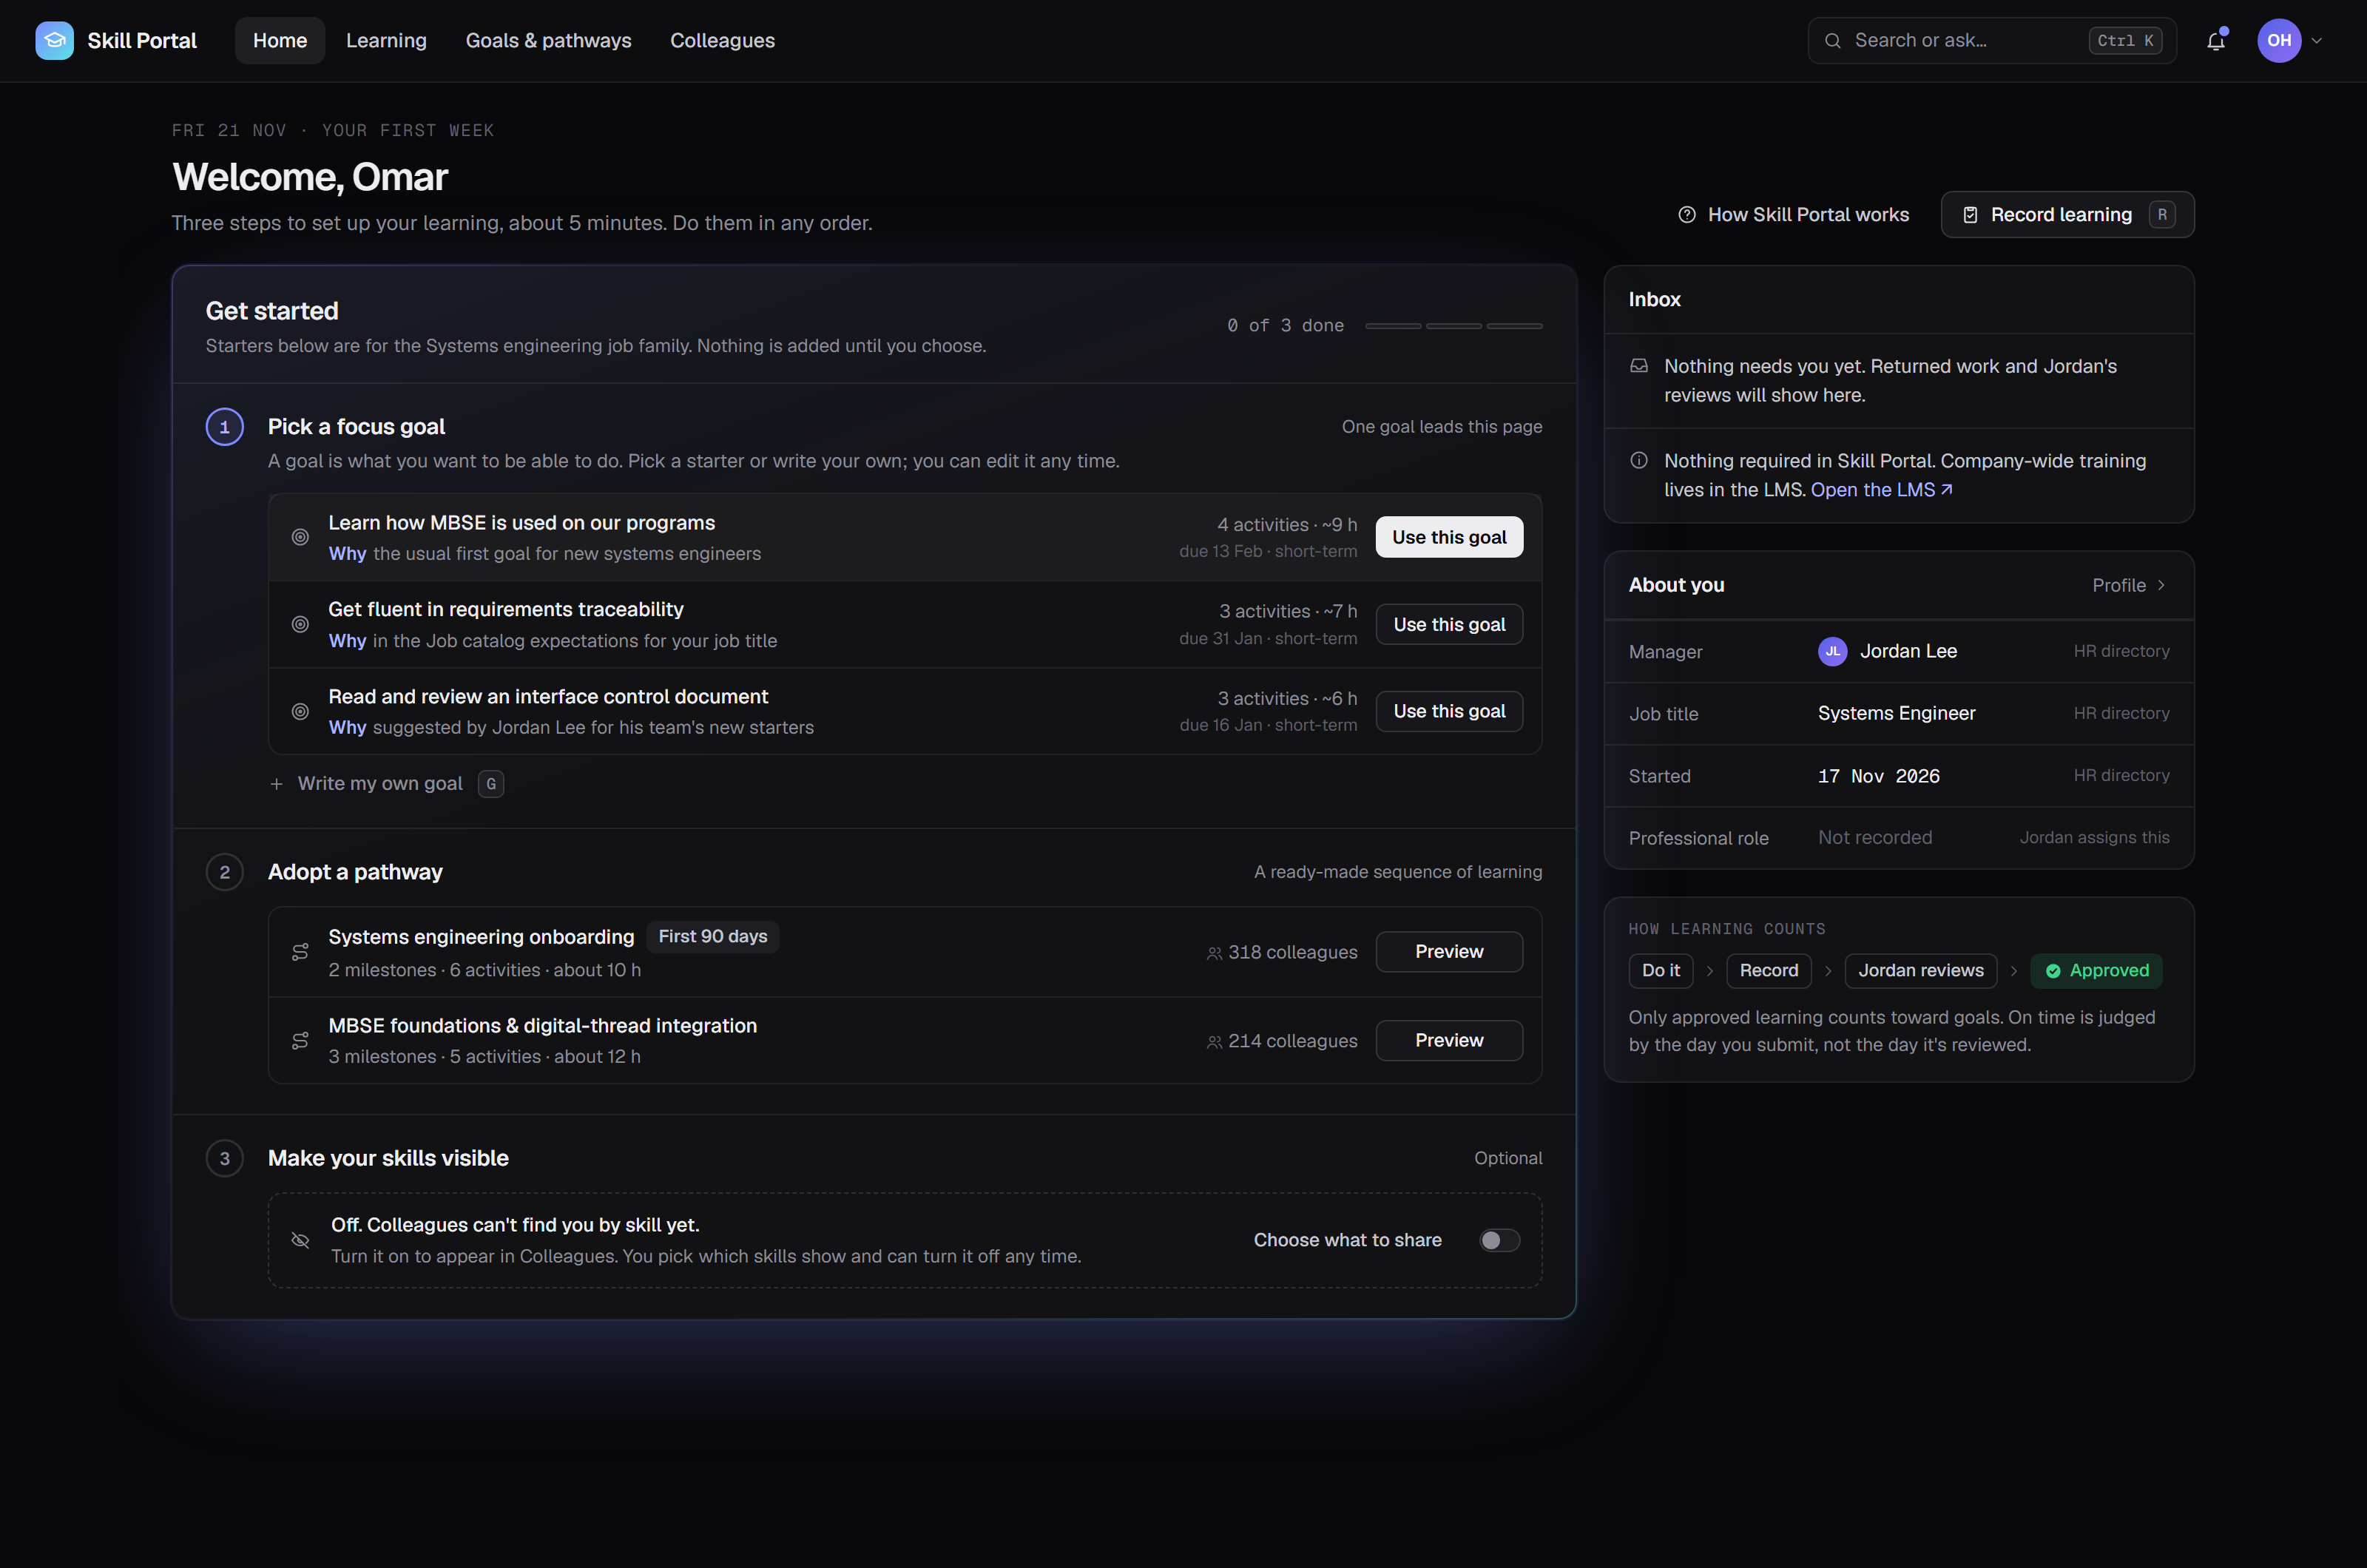 Skill Portal
Home
Learning
Goals & pathways
Colleagues
Search or ask...
Ctrl K
OH
FRI 21 NOV · YOUR FIRST WEEK
Welcome, Omar
Three steps to set up your learning, about 5 minutes. Do them in any order.
How Skill Portal works
Record learning
R
Get started
Starters below are for the Systems engineering job family. Nothing is added until you choose.
0 of 3 done
1
Pick a focus goal
One goal leads this page
A goal is what you want to be able to do. Pick a starter or write your own; you can edit it any time.
Learn how MBSE is used on our programs
Why the usual first goal for new systems engineers
4 activities · ~9 h
due 13 Feb · short-term
Use this goal
Get fluent in requirements traceability
Why in the Job catalog expectations for your job title
3 activities · ~7 h
due 31 Jan · short-term
Use this goal
Read and review an interface control document
Why suggested by Jordan Lee for his team's new starters
3 activities · ~6 h
due 16 Jan · short-term
Use this goal
+ Write my own goal
G
2
Adopt a pathway
A ready-made sequence of learning
Systems engineering onboarding
First 90 days
2 milestones · 6 activities · about 10 h
318 colleagues
Preview
MBSE foundations & digital-thread integration
3 milestones · 5 activities · about 12 h
214 colleagues
Preview
3
Make your skills visible
Optional
Off. Colleagues can't find you by skill yet.
Turn it on to appear in Colleagues. You pick which skills show and can turn it off any time.
Choose what to share
Inbox
Nothing needs you yet. Returned work and Jordan's
reviews will show here.
Nothing required in Skill Portal. Company-wide training
lives in the LMS. Open the LMS ↗
About you
Profile
Manager
JL
Jordan Lee
HR directory
Job title
Systems Engineer
HR directory
Started
17 Nov 2026
HR directory
Professional role
Not recorded
Jordan assigns this
HOW LEARNING COUNTS
Do it
Record
Jordan reviews
Approved
Only approved learning counts toward goals. On time is judged
by the day you submit, not the day it's reviewed.